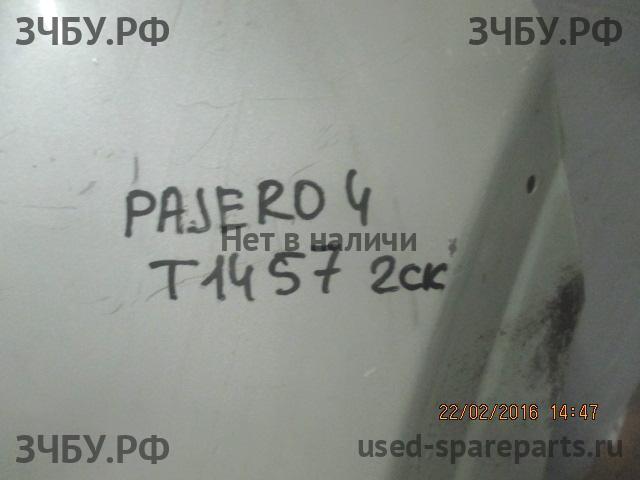 ЗЧБУ.РФ ЗЧБУ.РФ
PAJERO 4
Нет в наличи
T1457 2ск
22/02/2016 14:47
ЗЧБУ.РФ used-spareparts.ru